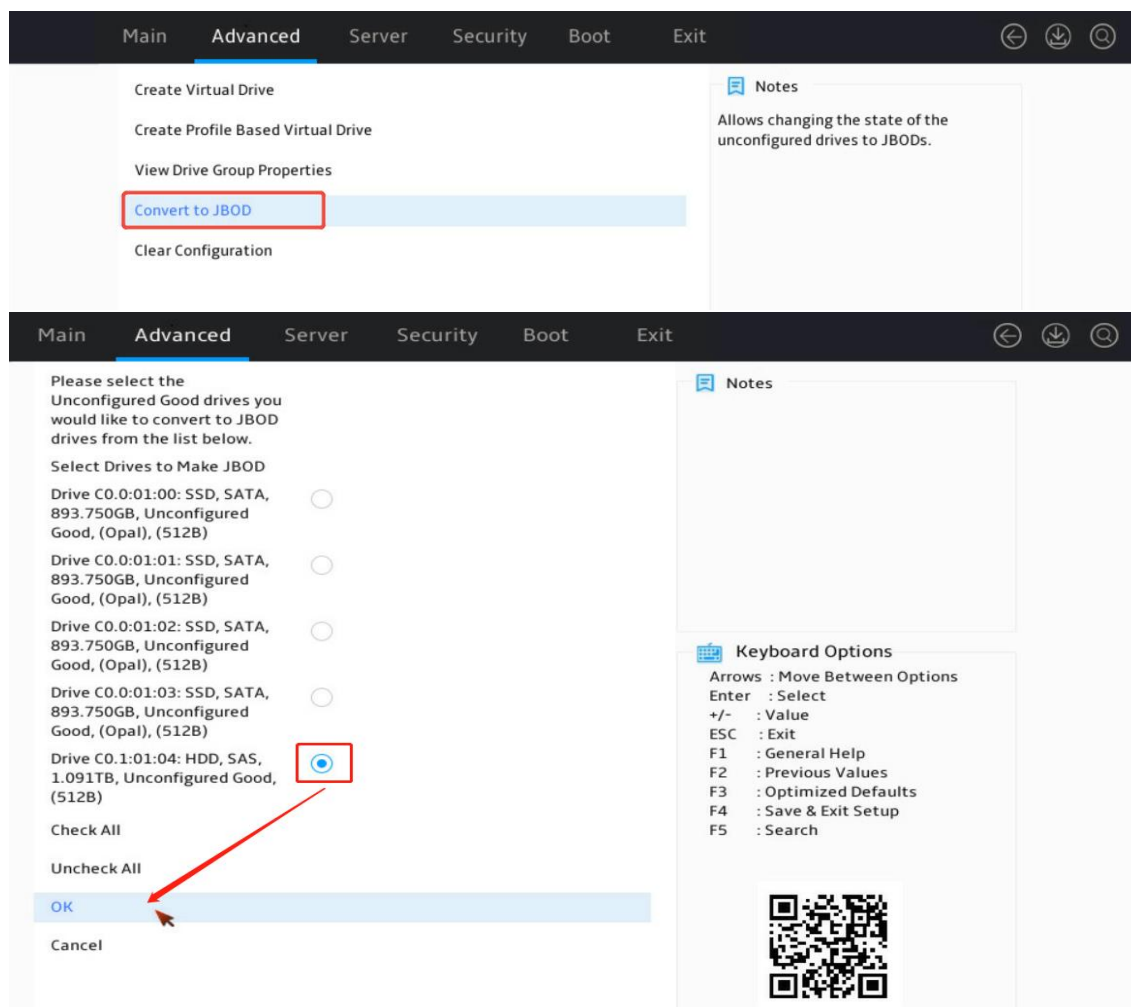 Main Advanced Server Security Boot Exit
Create Virtual Drive
Create Profile Based Virtual Drive
View Drive Group Properties
Convert to JBOD
Clear Configuration
Notes
Allows changing the state of the
unconfigured drives to JBODs.
Main Advanced Server Security Boot Exit
Please select the
Unconfigured Good drives you
would like to convert to JBOD
drives from the list below.
Select Drives to Make JBOD
Drive C0.0:01:00: SSD, SATA,
893.750GB, Unconfigured
Good, (Opal), (512B)
Drive C0.0:01:01: SSD, SATA,
893.750GB, Unconfigured
Good, (Opal), (512B)
Drive C0.0:01:02: SSD, SATA,
893.750GB, Unconfigured
Good, (Opal), (512B)
Drive C0.0:01:03: SSD, SATA,
893.750GB, Unconfigured
Good, (Opal), (512B)
Drive C0.1:01:04: HDD, SAS,
1.091TB, Unconfigured Good,
(512B)
Check All
Uncheck All
OK
Cancel
Notes
Keyboard Options
Arrows : Move Between Options
Enter : Select
+/- : Value
ESC : Exit
F1 : General Help
F2 : Previous Values
F3 : Optimized Defaults
F4 : Save & Exit Setup
F5 : Search